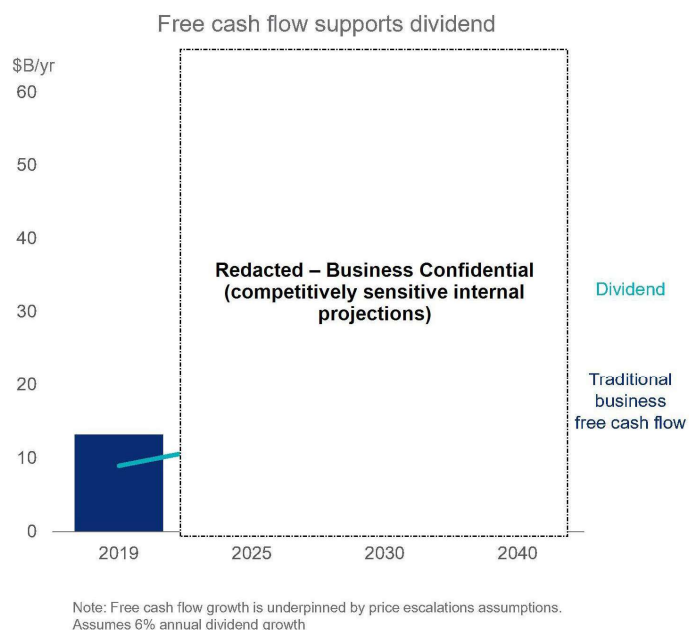 Free cash flow supports dividend
$B/yr
60
50
40
30
20
10
0
Redacted – Business Confidential
(competitively sensitive internal
projections)
Dividend
Traditional
business
free cash flow
2019 2025 2030 2040
Note: Free cash flow growth is underpinned by price escalations assumptions.
Assumes 6% annual dividend growth